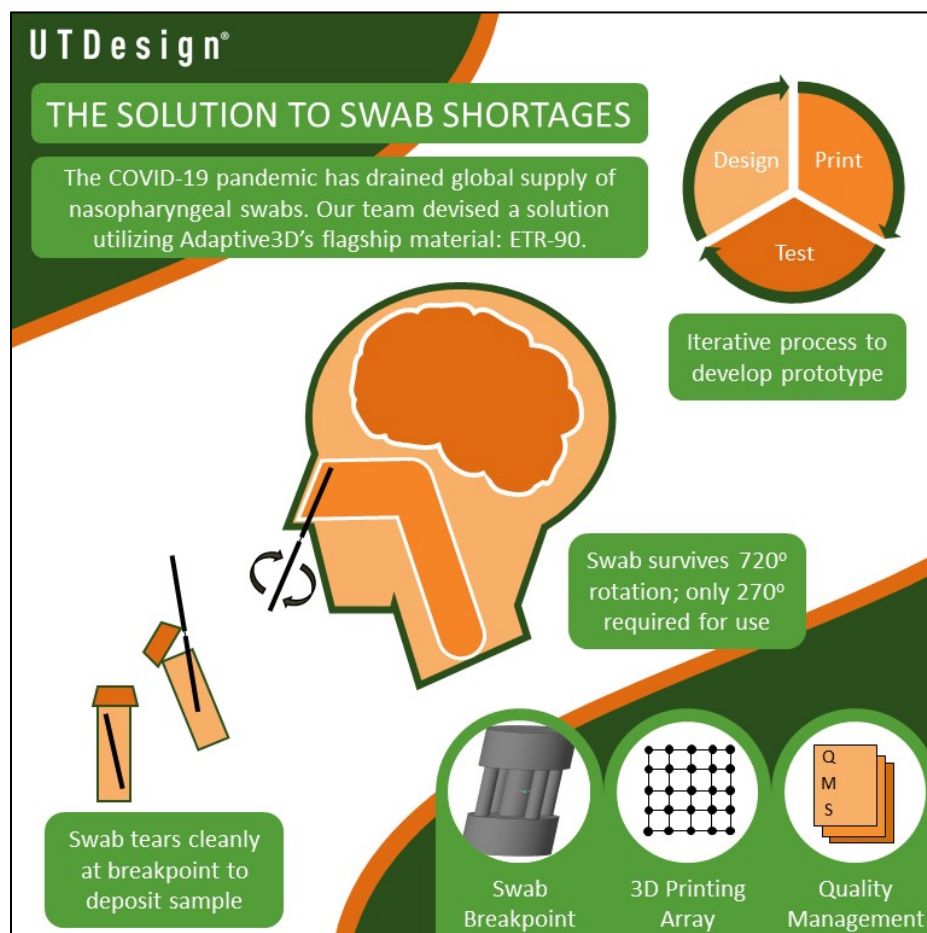 UTDesign®
THE SOLUTION TO SWAB SHORTAGES
The COVID-19 pandemic has drained global supply of
nasopharyngeal swabs. Our team devised a solution
utilizing Adaptive3D’s flagship material: ETR-90.
Design
Print
Test
Iterative process to
develop prototype
Swab survives 720°
rotation; only 270°
required for use
Swab tears cleanly
at breakpoint to
deposit sample
Swab
Breakpoint
3D Printing
Array
Q
M
S
Quality
Management